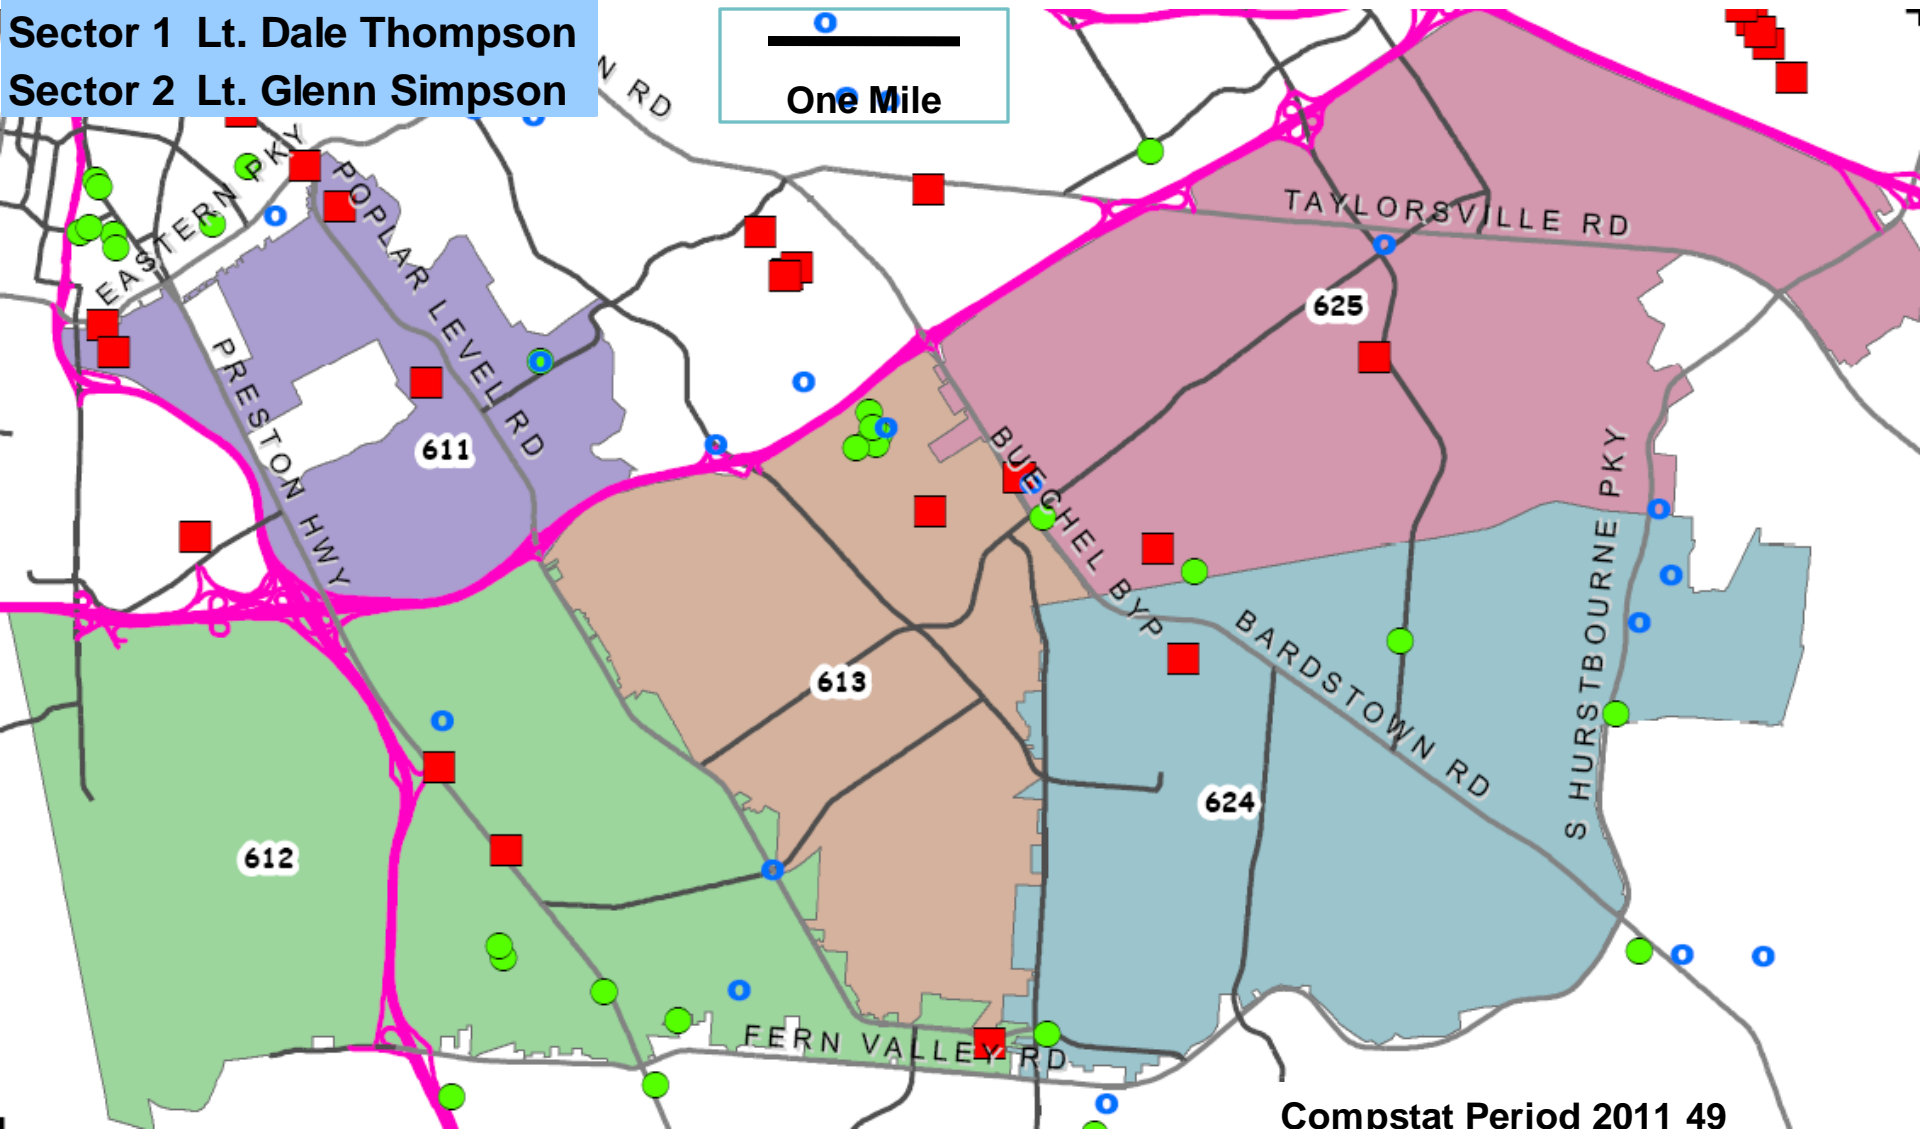 Sector 1 Lt. Dale Thompson
Sector 2 Lt. Glenn Simpson
One Mile
N RD
EASTERN PKY
POPLAR LEVEL RD
TAYLORSVILLE RD
625
PRESTON HWY
611
BUECHEL BYP
S HURSTBOURNE PKY
BARDSTOWN RD
613
624
612
FERN VALLEY RD
Compstat Period 2011 49